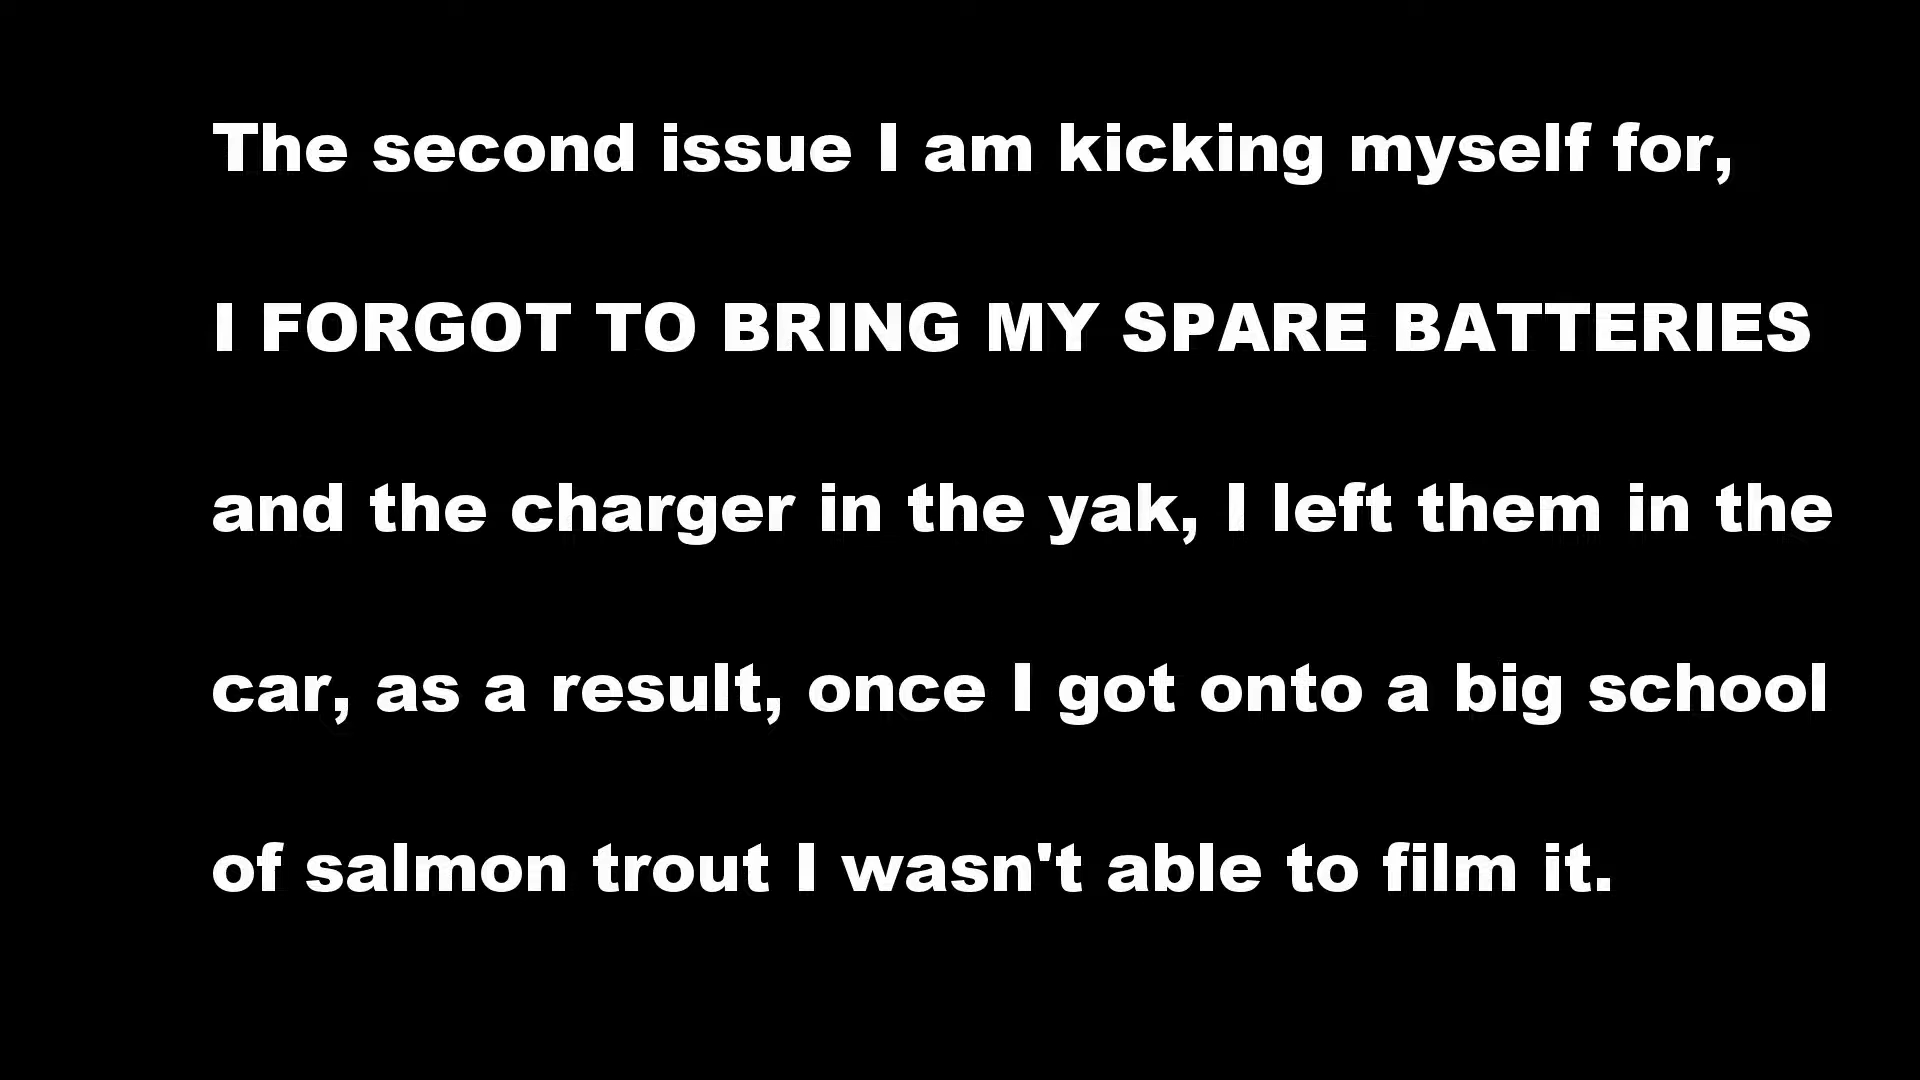 The second issue I am kicking myself for,
I FORGOT TO BRING MY SPARE BATTERIES
and the charger in the yak, I left them in the
car, as a result, once I got onto a big school
of salmon trout I wasn't able to film it.